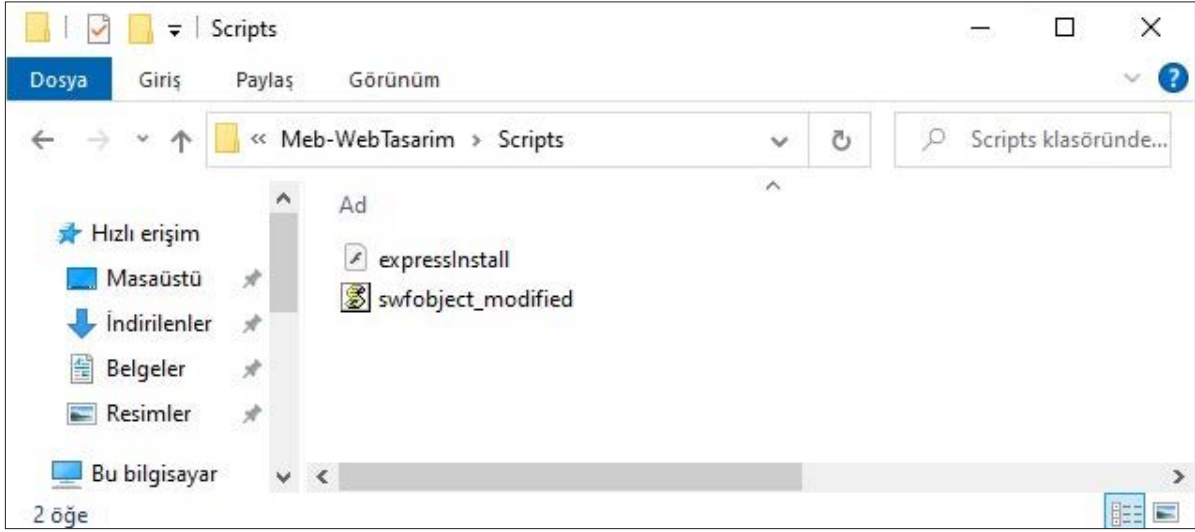 Scripts
Dosya Giriş Paylaş Görünüm
« Meb-WebTasarim > Scripts
Scripts klasöründe...
Ad
Hızlı erişim
Masaüstü
İndirilenler
Belgeler
Resimler
Bu bilgisayar
expressInstall
swfobject_modified
2 öğe